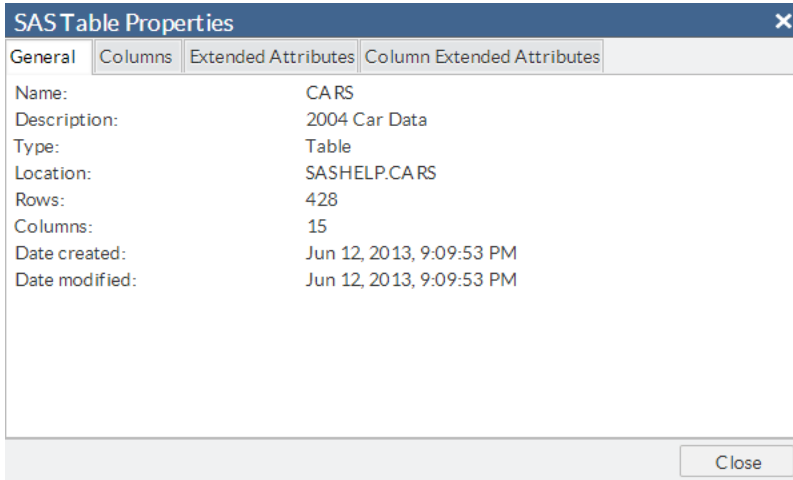 SAS Table Properties
General Columns Extended Attributes Column Extended Attributes
Name: CARS
Description: 2004 Car Data
Type: Table
Location: SASHELP.CARS
Rows: 428
Columns: 15
Date created: Jun 12, 2013, 9:09:53 PM
Date modified: Jun 12, 2013, 9:09:53 PM
Close